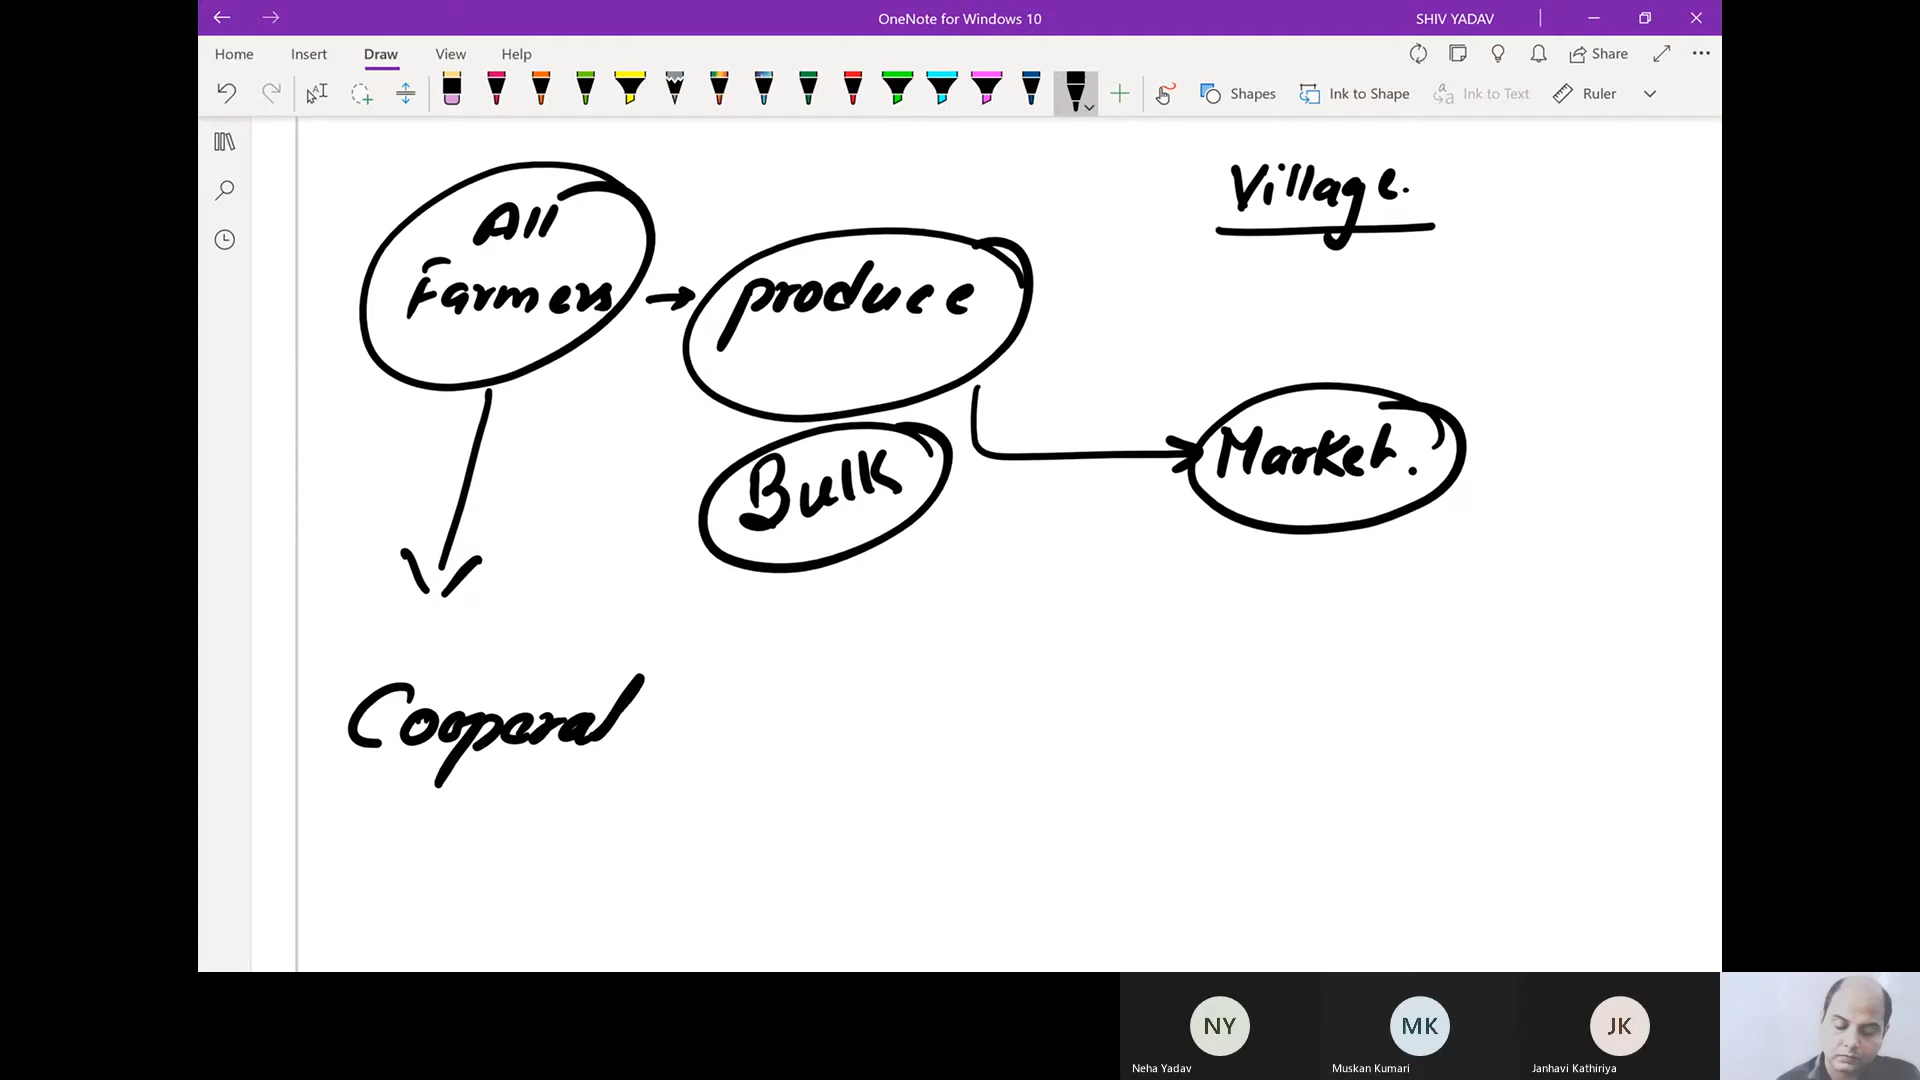 OneNote for Windows 10
SHIV YADAV
Home Insert Draw View Help
Share
Shapes Ink to Shape Ink to Text Ruler
Village.
All
Farmers
produce
Bulk
Market.
Cooperal
NY MK JK
Neha Yadav Muskan Kumari Janhavi Kathiriya